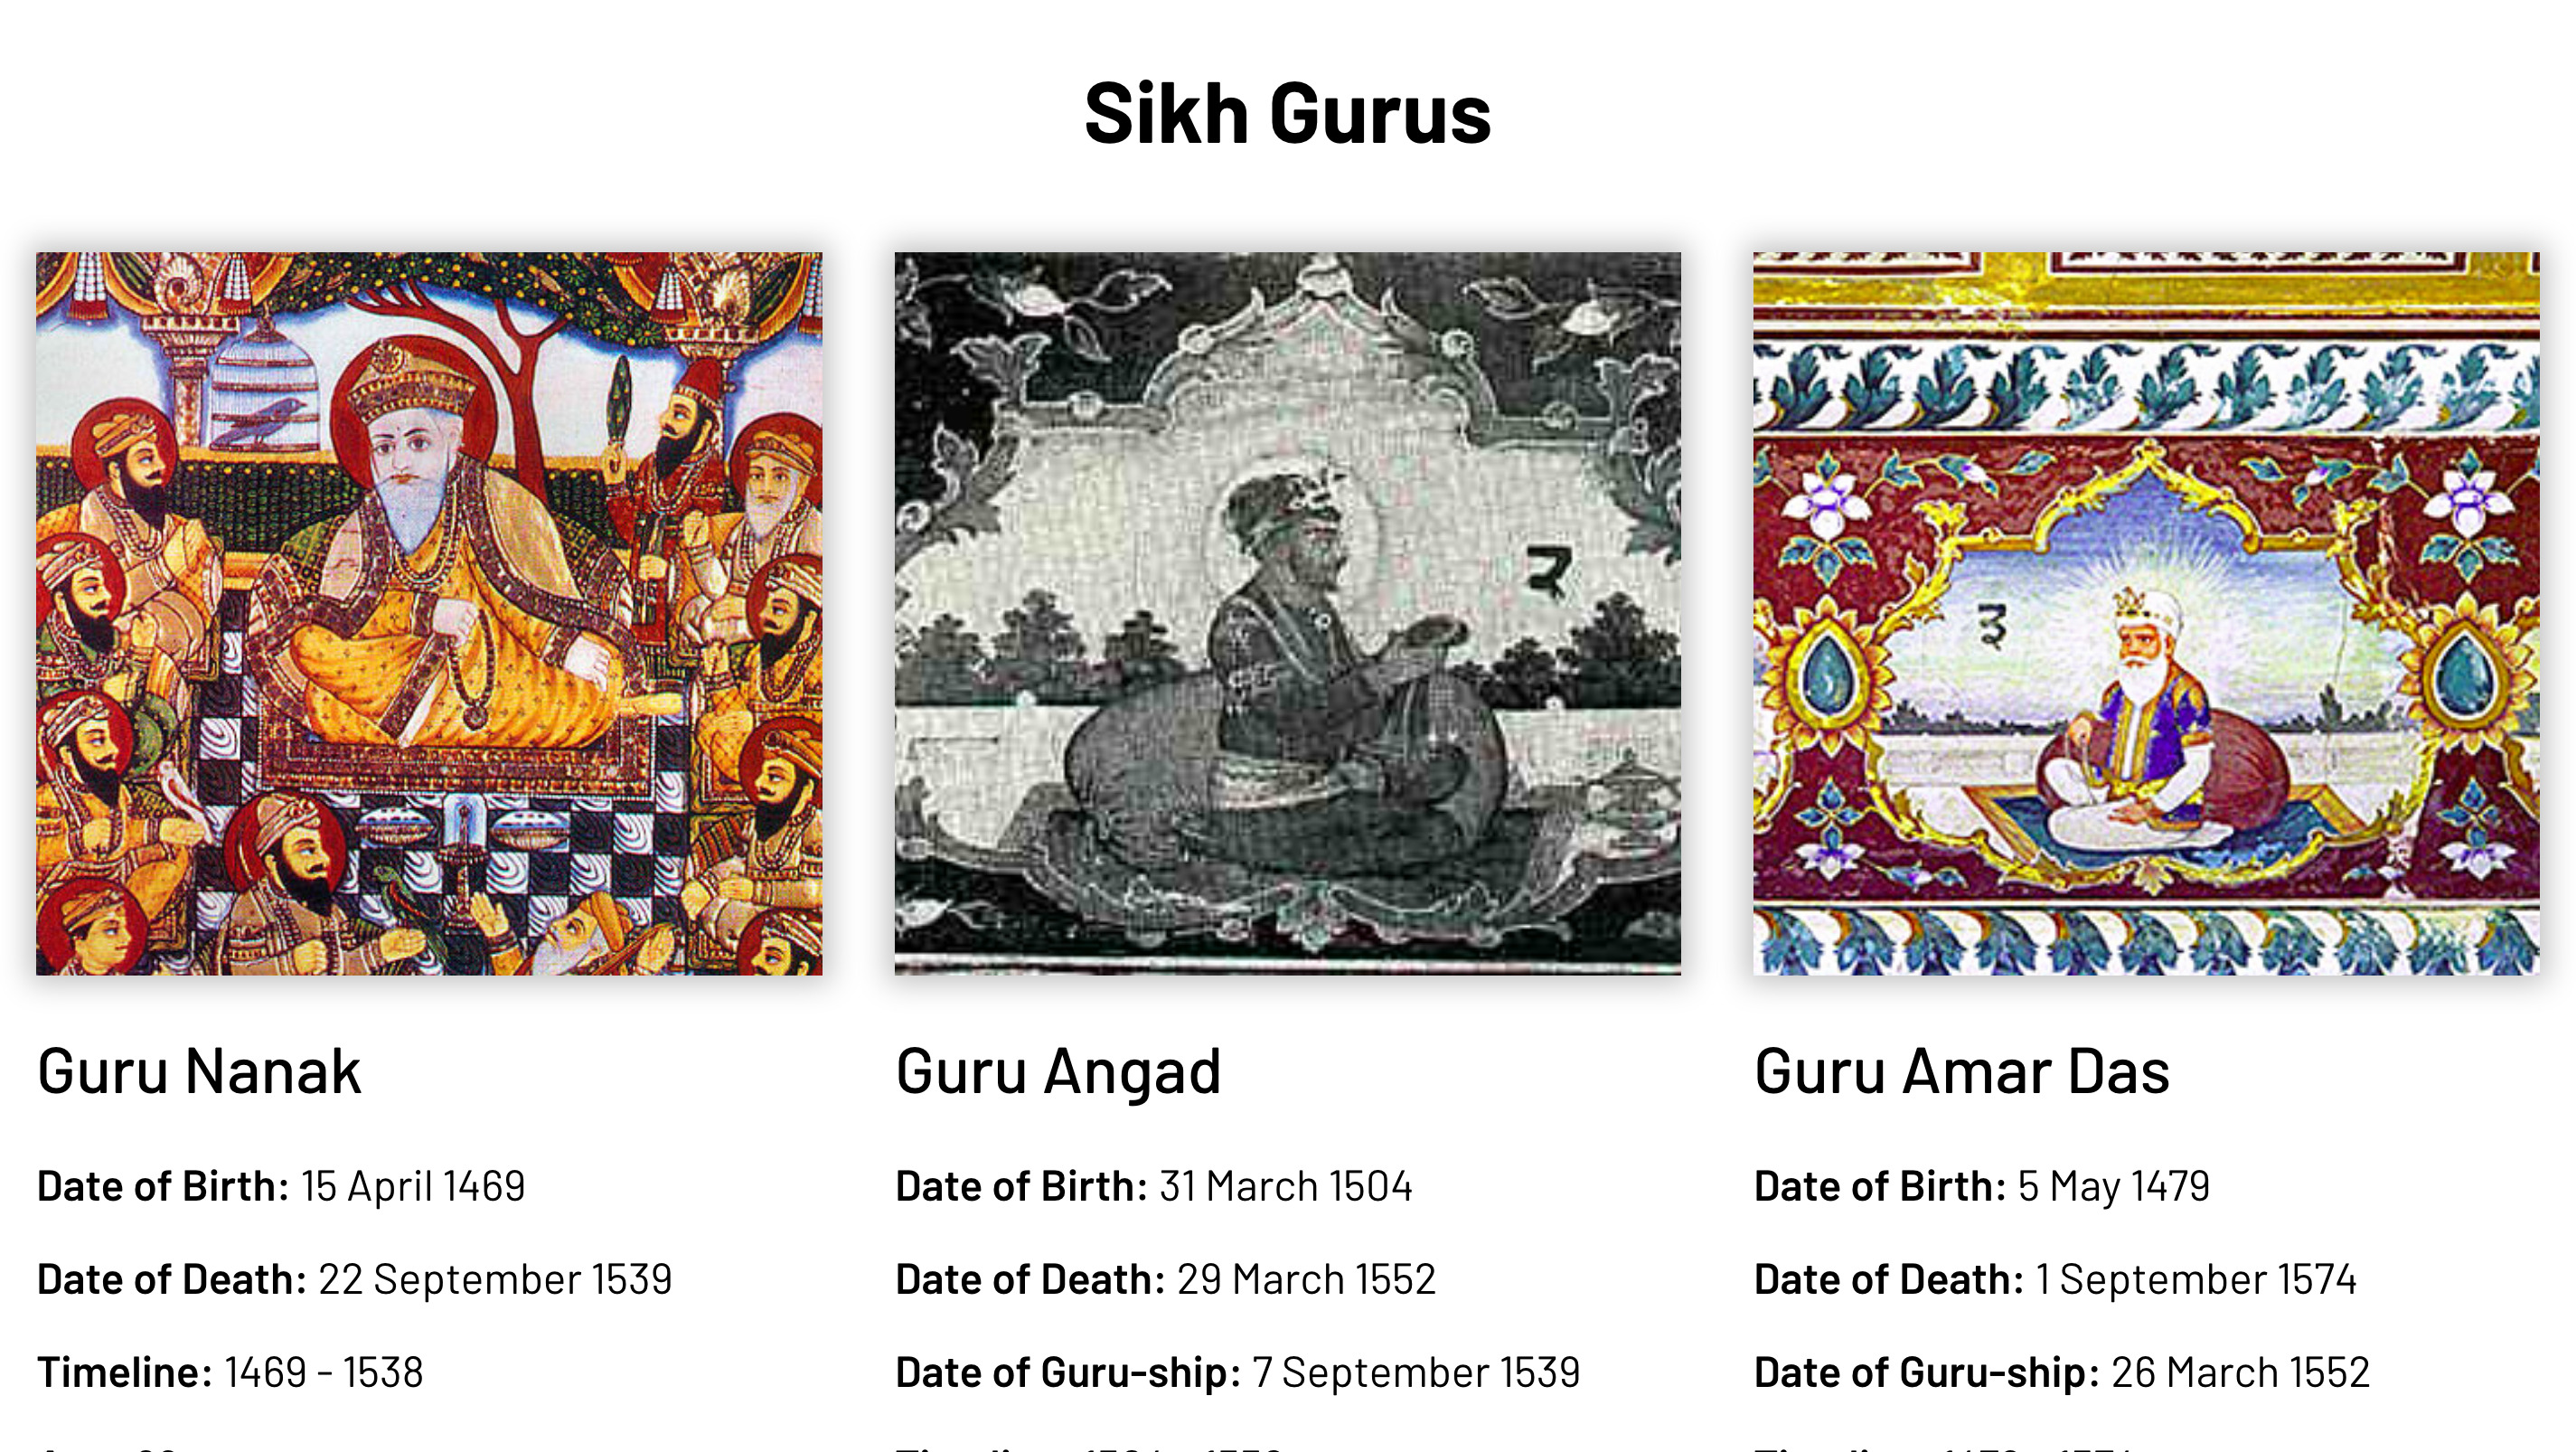 Sikh Gurus
੨
੩
Guru Nanak
Date of Birth: 15 April 1469
Date of Death: 22 September 1539
Timeline: 1469 - 1538
Guru Angad
Date of Birth: 31 March 1504
Date of Death: 29 March 1552
Date of Guru-ship: 7 September 1539
Guru Amar Das
Date of Birth: 5 May 1479
Date of Death: 1 September 1574
Date of Guru-ship: 26 March 1552